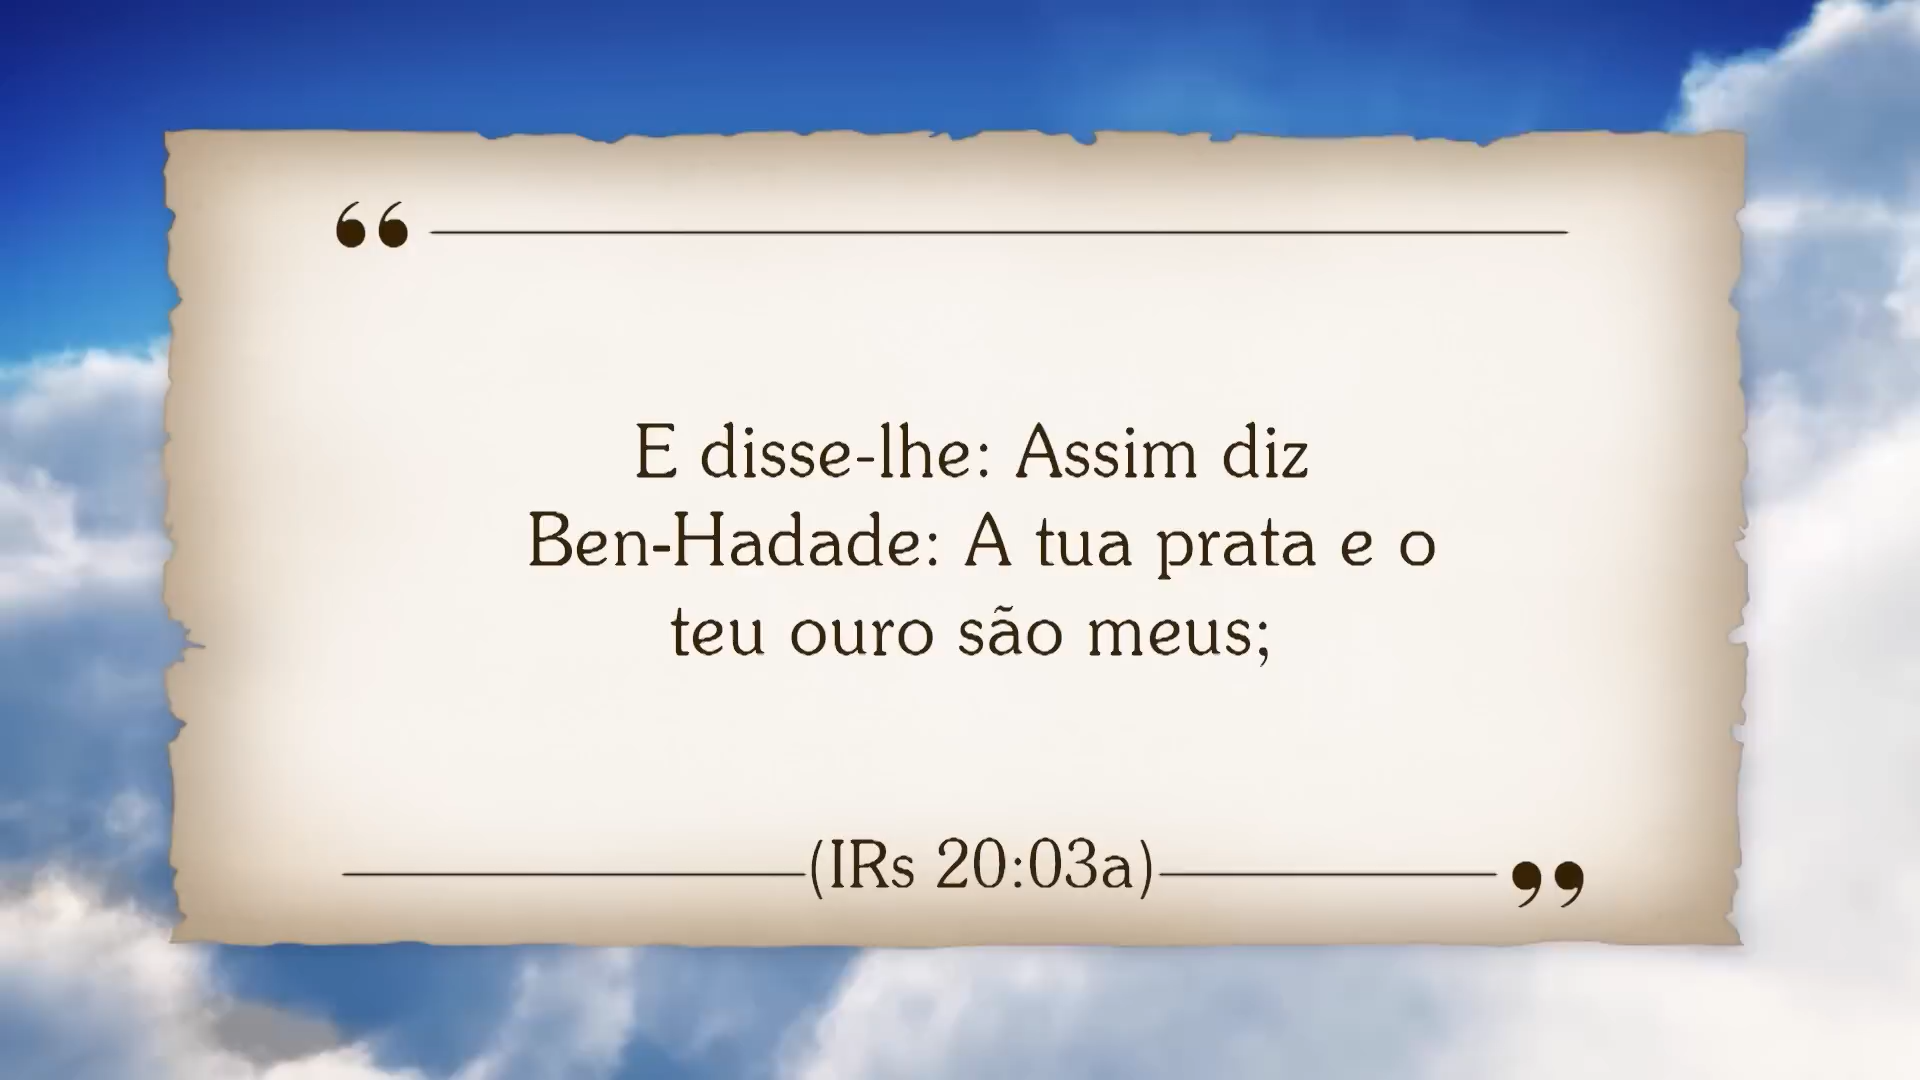 “
E disse-lhe: Assim diz
Ben-Hadade: A tua prata e o
teu ouro são meus;
(IRs 20:03a)
”